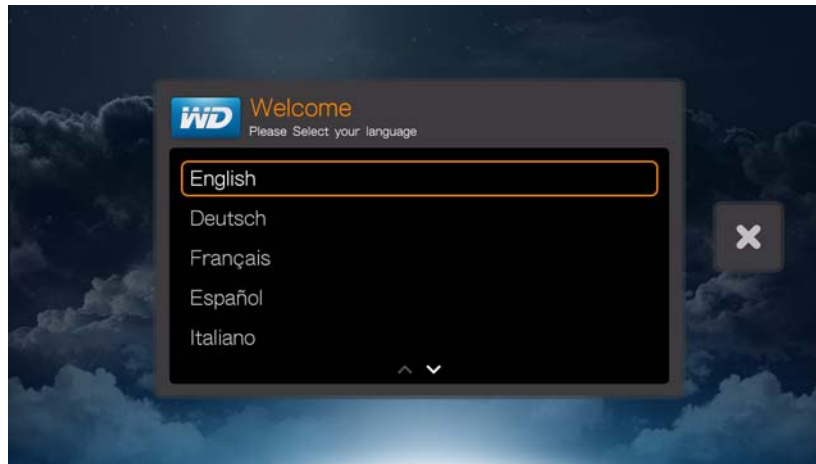 WD
Welcome
Please Select your language
English
Deutsch
Français
Español
Italiano